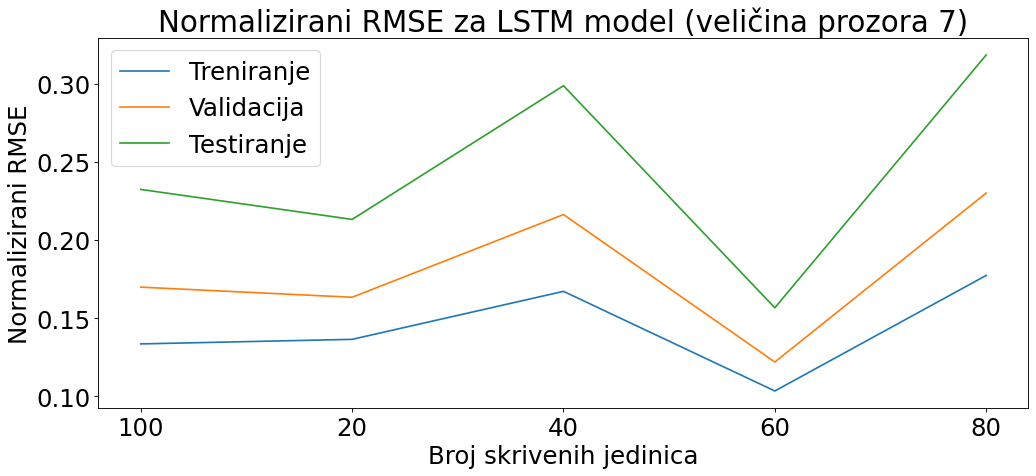 Normalizirani RMSE za LSTM model (veličina prozora 7)
Treniranje
Validacija
Testiranje
Normalizirani RMSE
0.30
0.25
0.20
0.15
0.10
100 20 40 60 80
Broj skrivenih jedinica